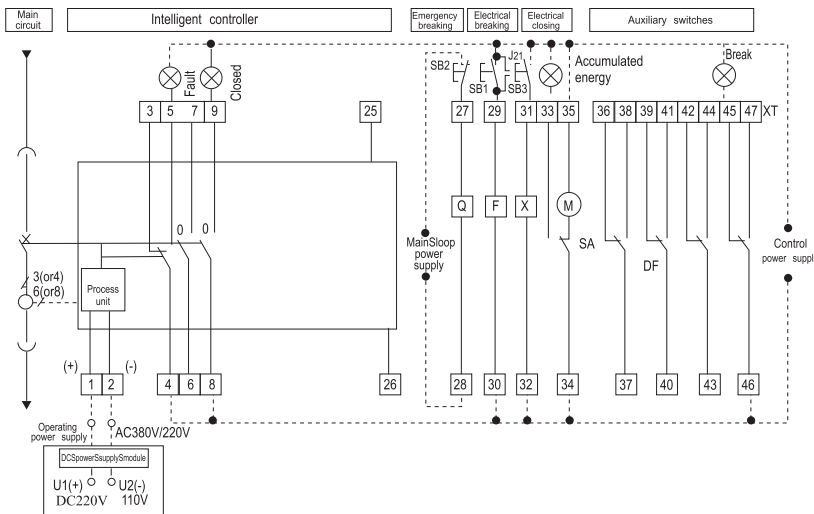 Main
circuit
Intelligent controller
Emergency
breaking
Electrical
breaking
Electrical
closing
Auxiliary switches
SB2
SB1
J21
SB3
Accumulated
energy
Break
Fault
Closed
3 5 7 9
25
27 29 31 33 35
36 38 39 41 42 44 45 47 XT
0 0
Q F X M
SA
DF
MainSloop
power
supply
Control
power suppl
3(or4)
6(or8)
Process
unit
(+) (-)
1 2 4 6 8
26
28 30 32 34
37 40 43 46
Operating
power supply
AC380V/220V
DCSpowerSsupplySmodule
U1(+) U2(-)
DC220V 110V